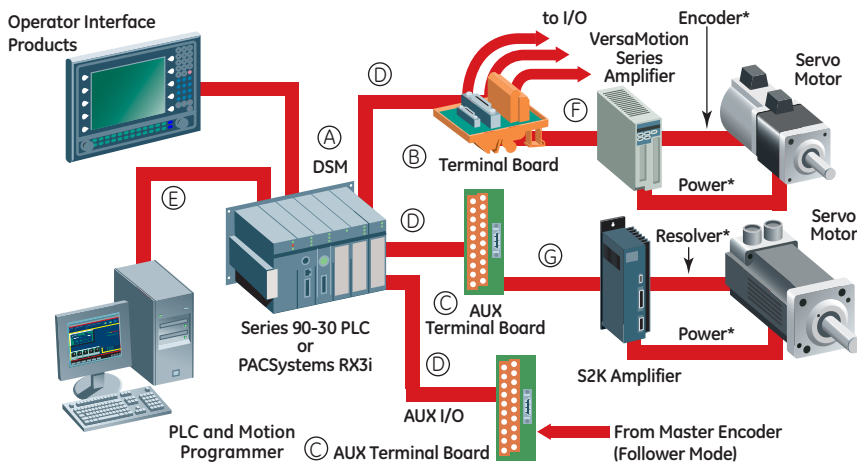 Operator Interface
Products
to I/O
Encoder*
VersaMotion
Series
Amplifier
Servo
Motor
D
A
DSM
B
Terminal Board
F
Power*
E
D
G
Resolver*
Servo
Motor
C
AUX
Terminal Board
Power*
Series 90-30 PLC
or
PACSystems RX3i
D
S2K Amplifier
AUX I/O
PLC and Motion
Programmer
C AUX Terminal Board
From Master Encoder
(Follower Mode)